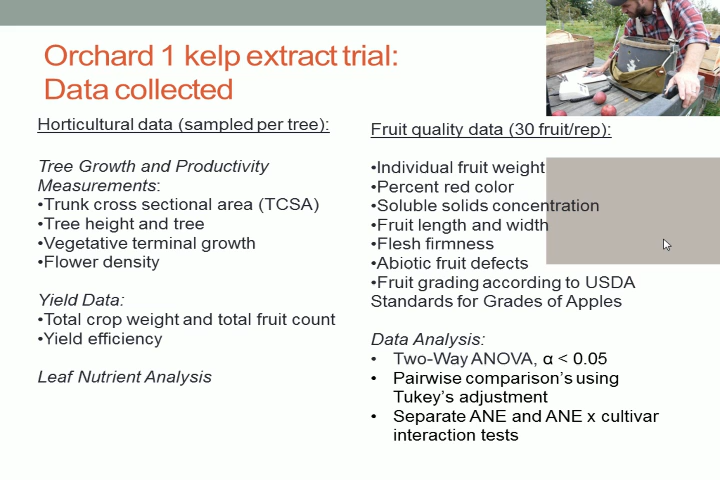 Orchard 1 kelp extract trial:
Data collected
Horticultural data (sampled per tree):
Tree Growth and Productivity
Measurements:
•Trunk cross sectional area (TCSA)
•Tree height and tree
•Vegetative terminal growth
•Flower density
Yield Data:
•Total crop weight and total fruit count
•Yield efficiency
Leaf Nutrient Analysis
Fruit quality data (30 fruit/rep):
•Individual fruit weight
•Percent red color
•Soluble solids concentration
•Fruit length and width
•Flesh firmness
•Abiotic fruit defects
•Fruit grading according to USDA
Standards for Grades of Apples
Data Analysis:
• Two-Way ANOVA, α < 0.05
• Pairwise comparison's using
Tukey's adjustment
• Separate ANE and ANE x cultivar
interaction tests